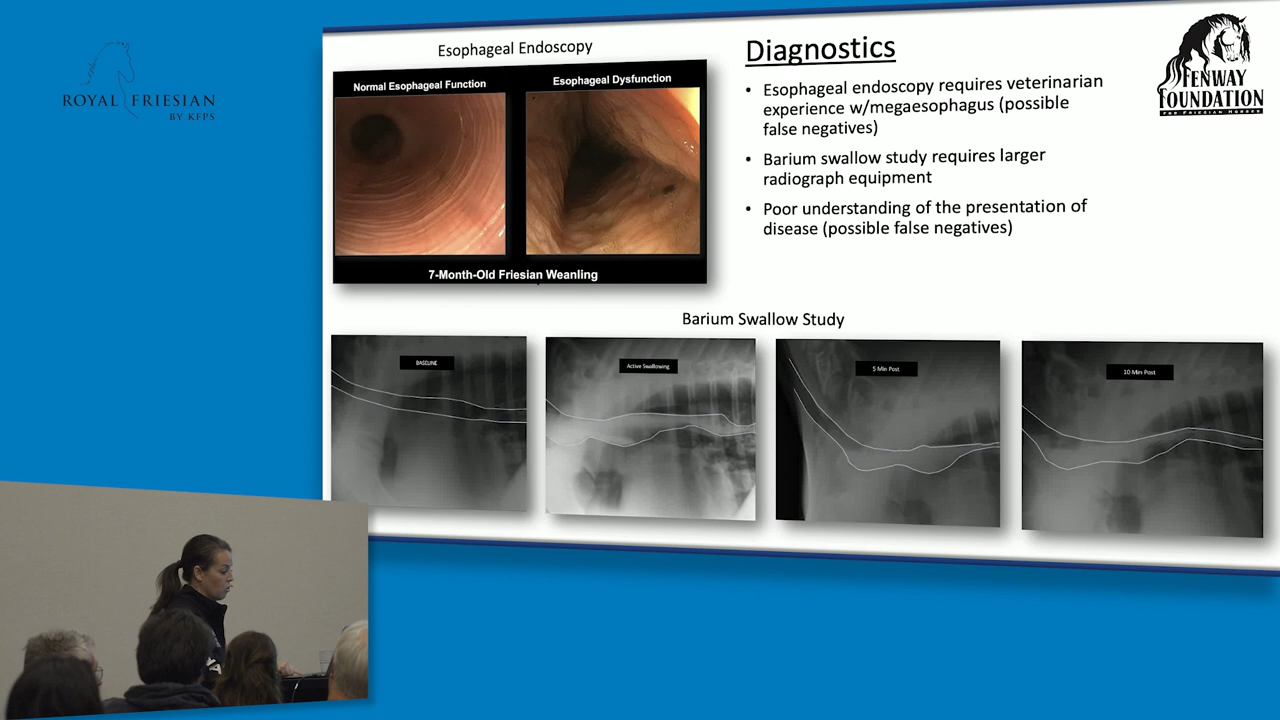 ROYAL FRIESIAN
BY KFPS
Esophageal Endoscopy
Normal Esophageal Function
Esophageal Dysfunction
7-Month-Old Friesian Weanling
Diagnostics
• Esophageal endoscopy requires veterinarian
experience w/megaesophagus (possible
false negatives)
• Barium swallow study requires larger
radiograph equipment
• Poor understanding of the presentation of
disease (possible false negatives)
FENWAY
FOUNDATION
FOR FRIESIAN HORSES
Barium Swallow Study
BASELINE
Active Swallowing
5 Min Post
10 Min Post